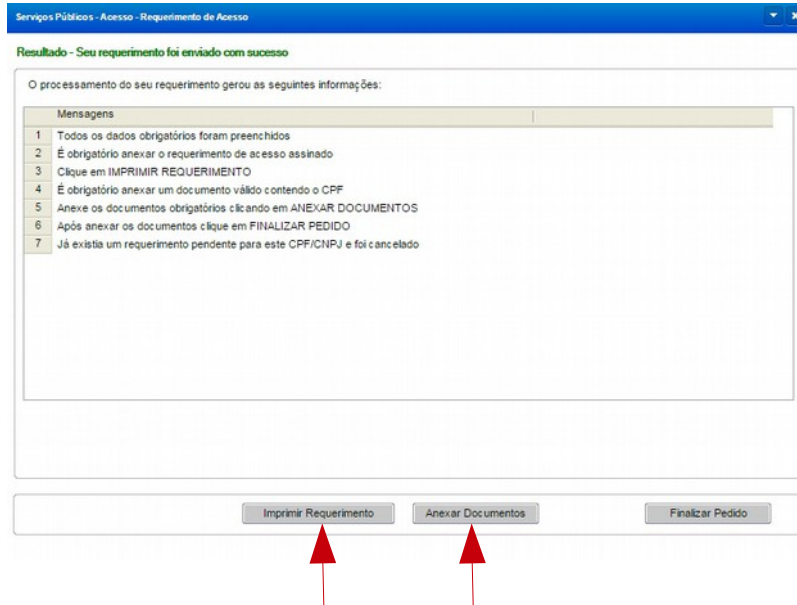 Serviços Públicos - Acesso - Requerimento de Acesso
Resultado - Seu requerimento foi enviado com sucesso
O processamento do seu requerimento gerou as seguintes informações:
Mensagens
1 Todos os dados obrigatórios foram preenchidos
2 É obrigatório anexar o requerimento de acesso assinado
3 Clique em IMPRIMIR REQUERIMENTO
4 É obrigatório anexar um documento válido contendo o CPF
5 Anexe os documentos obrigatórios clicando em ANEXAR DOCUMENTOS
6 Após anexar os documentos clique em FINALIZAR PEDIDO
7 Já existia um requerimento pendente para este CPF/CNPJ e foi cancelado
Imprimir Requerimento Anexar Documentos Finalizar Pedido